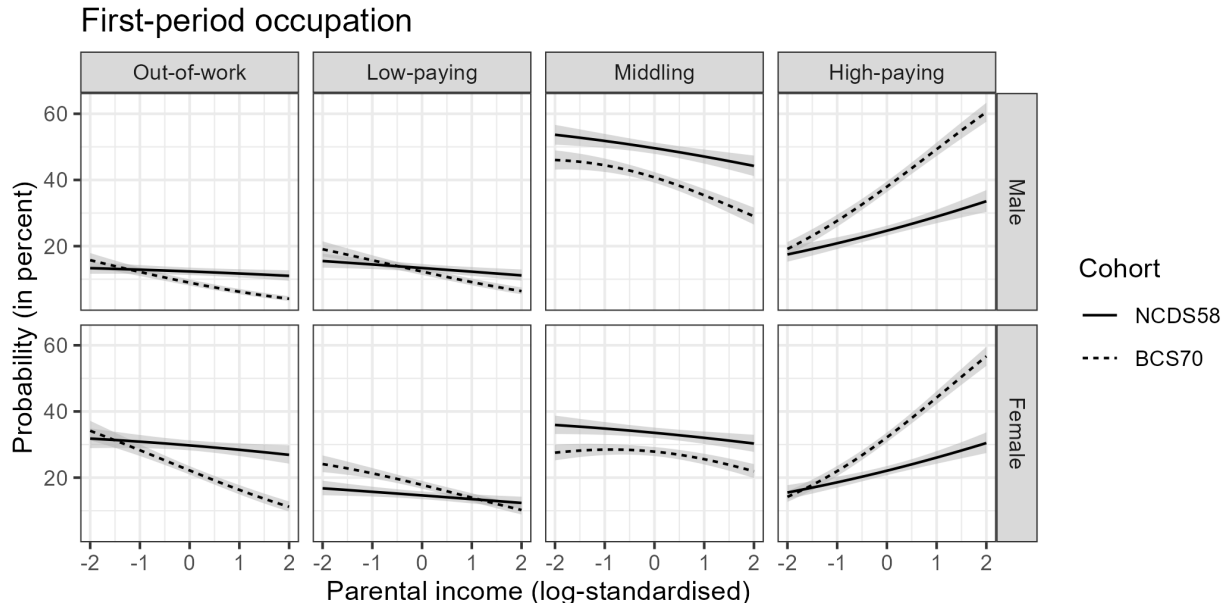 First-period occupation
Out-of-work Low-paying Middling High-paying
60
40
20
Male
60
40
20
Female
Probability (in percent)
-2 -1 0 1 2 -2 -1 0 1 2 -2 -1 0 1 2 -2 -1 0 1 2
Parental income (log-standardised)
Cohort
NCDS58
BCS70